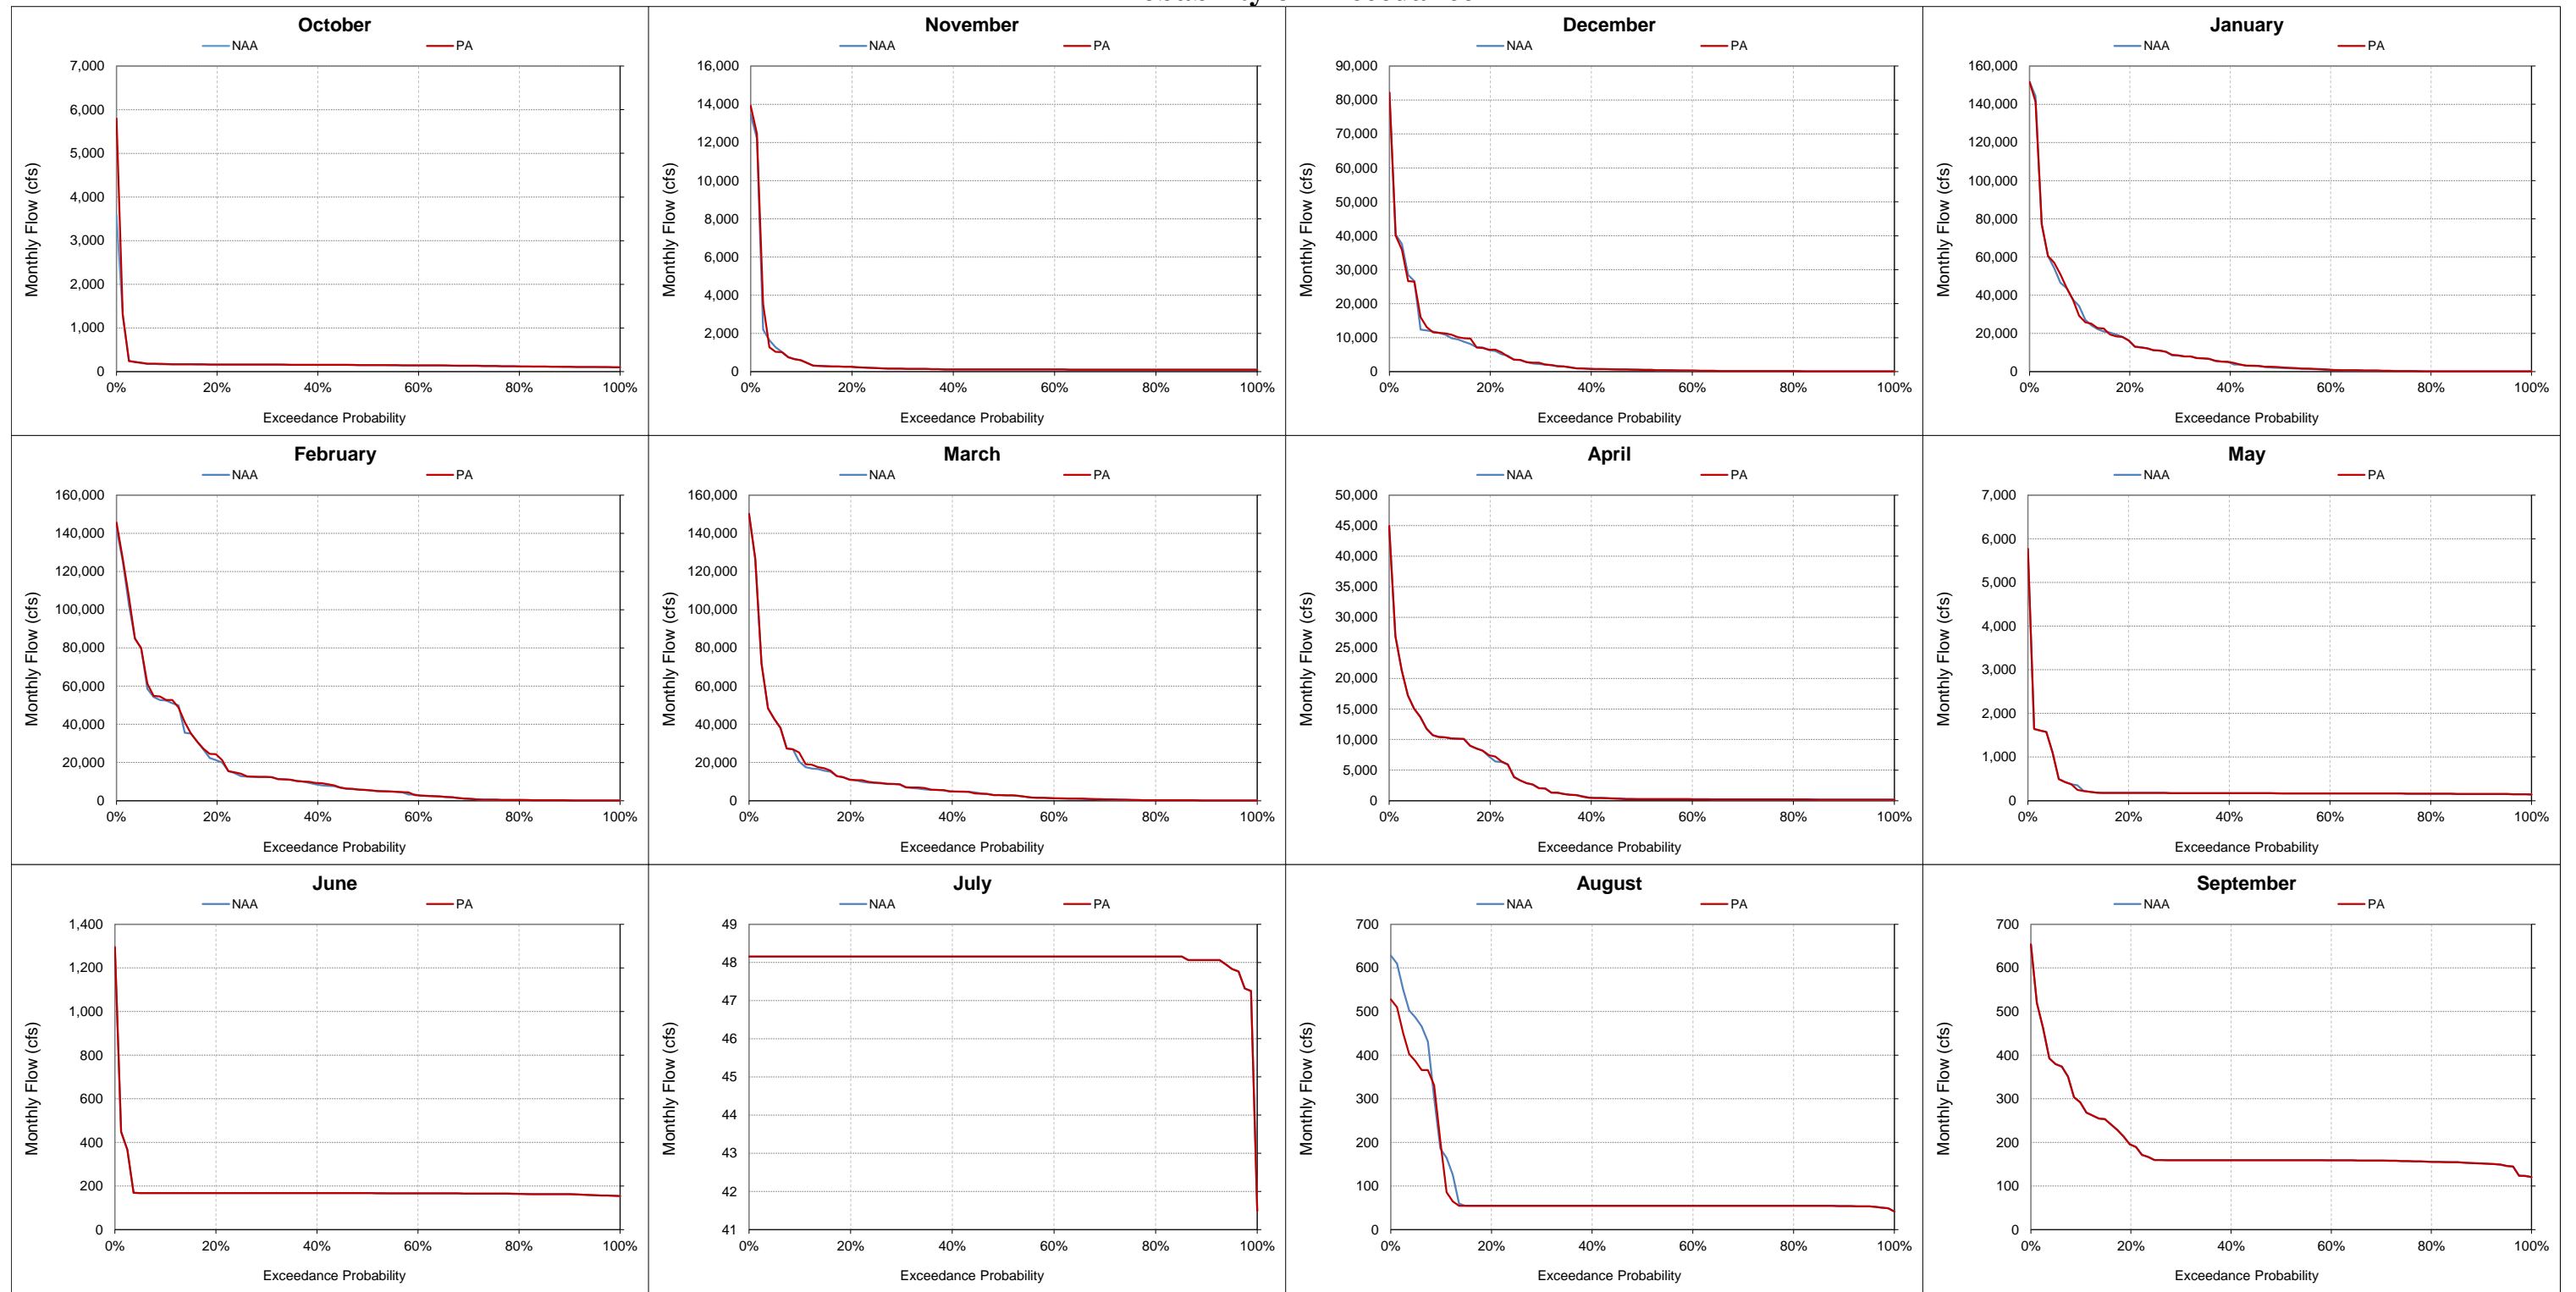 October
NAA PA
7,000
6,000
5,000
4,000
3,000
2,000
1,000
0
0% 20% 40% 60% 80% 100%
Monthly Flow (cfs)
Exceedance Probability
November
NAA PA
16,000
14,000
12,000
10,000
8,000
6,000
4,000
2,000
0
0% 20% 40% 60% 80% 100%
Monthly Flow (cfs)
Exceedance Probability
December
NAA PA
90,000
80,000
70,000
60,000
50,000
40,000
30,000
20,000
10,000
0
0% 20% 40% 60% 80% 100%
Monthly Flow (cfs)
Exceedance Probability
January
NAA PA
160,000
140,000
120,000
100,000
80,000
60,000
40,000
20,000
0
0% 20% 40% 60% 80% 100%
Monthly Flow (cfs)
Exceedance Probability
February
NAA PA
160,000
140,000
120,000
100,000
80,000
60,000
40,000
20,000
0
0% 20% 40% 60% 80% 100%
Monthly Flow (cfs)
Exceedance Probability
March
NAA PA
160,000
140,000
120,000
100,000
80,000
60,000
40,000
20,000
0
0% 20% 40% 60% 80% 100%
Monthly Flow (cfs)
Exceedance Probability
April
NAA PA
50,000
45,000
40,000
35,000
30,000
25,000
20,000
15,000
10,000
5,000
0
0% 20% 40% 60% 80% 100%
Monthly Flow (cfs)
Exceedance Probability
May
NAA PA
7,000
6,000
5,000
4,000
3,000
2,000
1,000
0
0% 20% 40% 60% 80% 100%
Monthly Flow (cfs)
Exceedance Probability
June
NAA PA
1,400
1,200
1,000
800
600
400
200
0
0% 20% 40% 60% 80% 100%
Monthly Flow (cfs)
Exceedance Probability
July
NAA PA
49
48
47
46
45
44
43
42
41
0% 20% 40% 60% 80% 100%
Monthly Flow (cfs)
Exceedance Probability
August
NAA PA
700
600
500
400
300
200
100
0
0% 20% 40% 60% 80% 100%
Monthly Flow (cfs)
Exceedance Probability
September
NAA PA
700
600
500
400
300
200
100
0
0% 20% 40% 60% 80% 100%
Monthly Flow (cfs)
Exceedance Probability